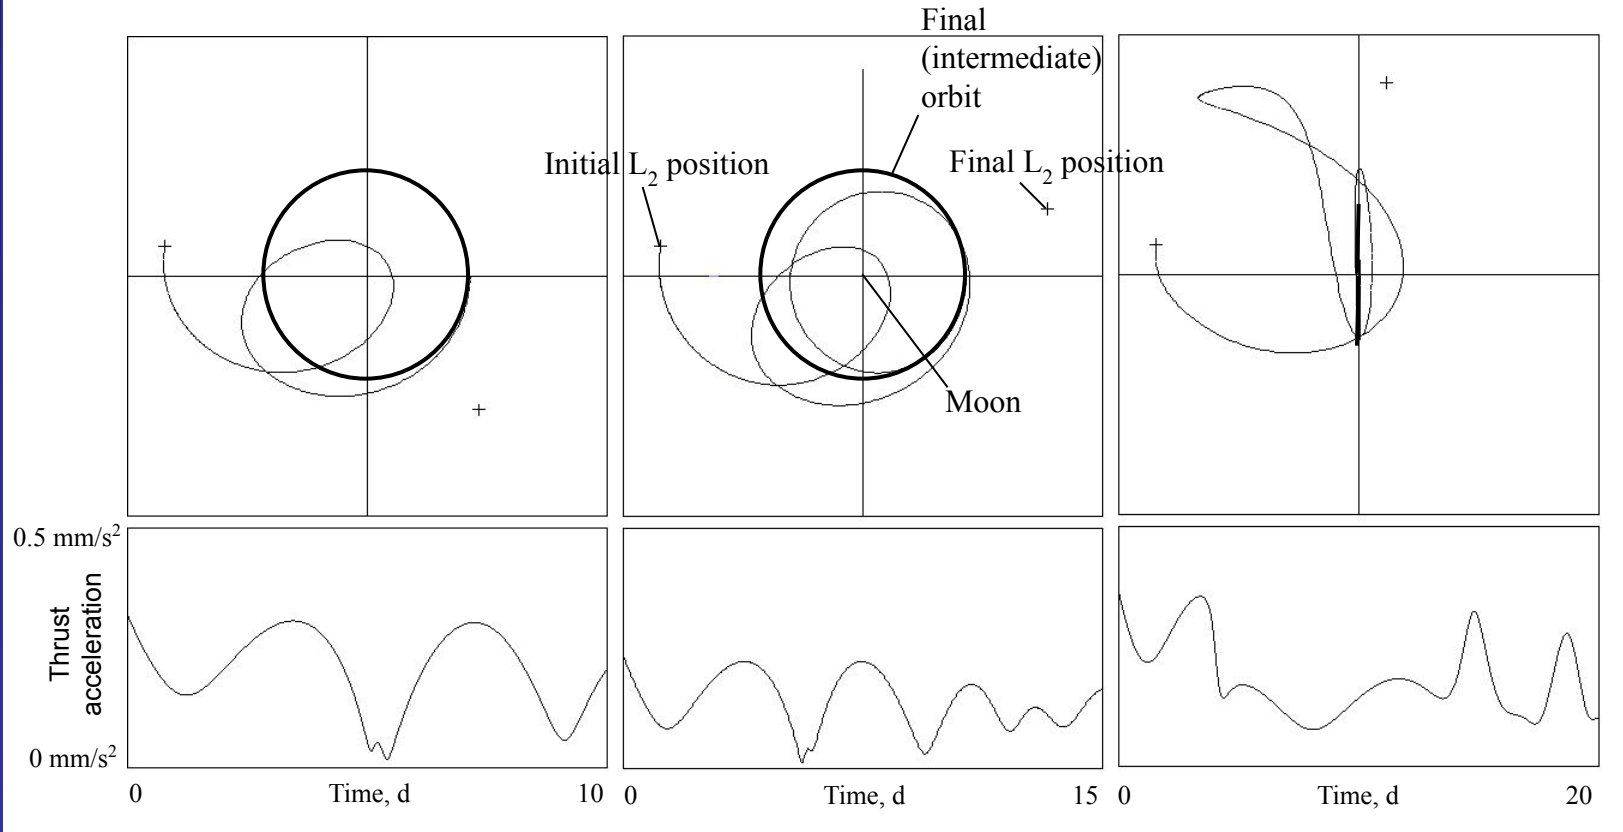 Final
(intermediate)
orbit
Initial L2 position
Final L2 position
Moon
0.5 mm/s²
Thrust
acceleration
0 mm/s²
0 Time, d 10
0 Time, d 15
0 Time, d 20